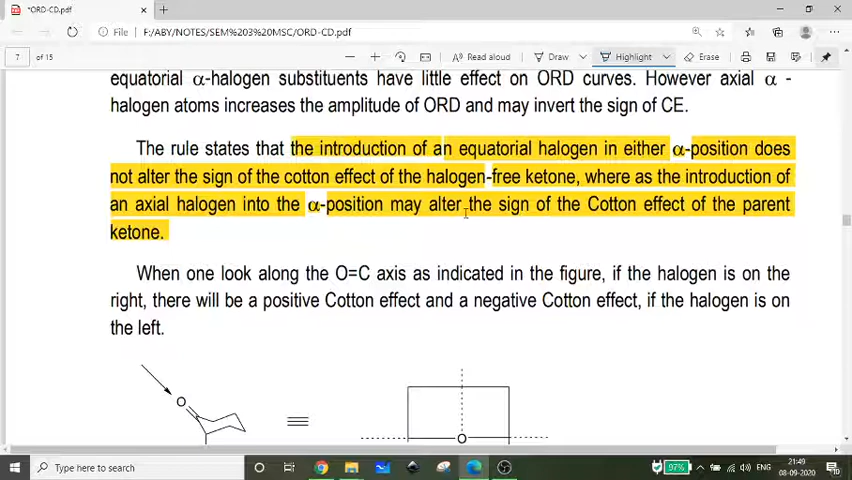 *ORD-CD.pdf
File
F:/ABY/NOTES/SEM%203%20MSC/ORD-CD.pdf
7 of 15
Read aloud
Draw
Highlight
Erase
equatorial α-halogen substituents have little effect on ORD curves. However axial α -
halogen atoms increases the amplitude of ORD and may invert the sign of CE.
The rule states that the introduction of an equatorial halogen in either α-position does
not alter the sign of the cotton effect of the halogen-free ketone, where as the introduction of
an axial halogen into the α-position may alter the sign of the Cotton effect of the parent
ketone.
When one look along the O=C axis as indicated in the figure, if the halogen is on the
right, there will be a positive Cotton effect and a negative Cotton effect, if the halogen is on
the left.
O
O
Type here to search
97%
ENG
21:49
08-09-2020